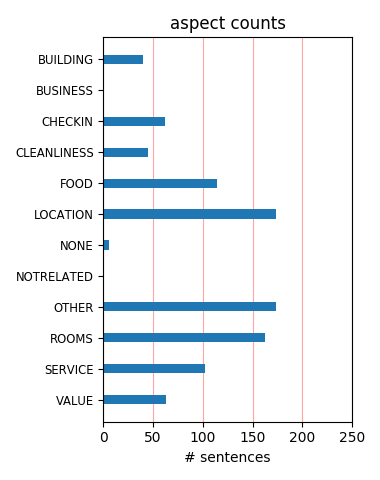 aspect counts
BUILDING
BUSINESS
CHECKIN
CLEANLINESS
FOOD
LOCATION
NONE
NOTRELATED
OTHER
ROOMS
SERVICE
VALUE
0 50 100 150 200 250
# sentences